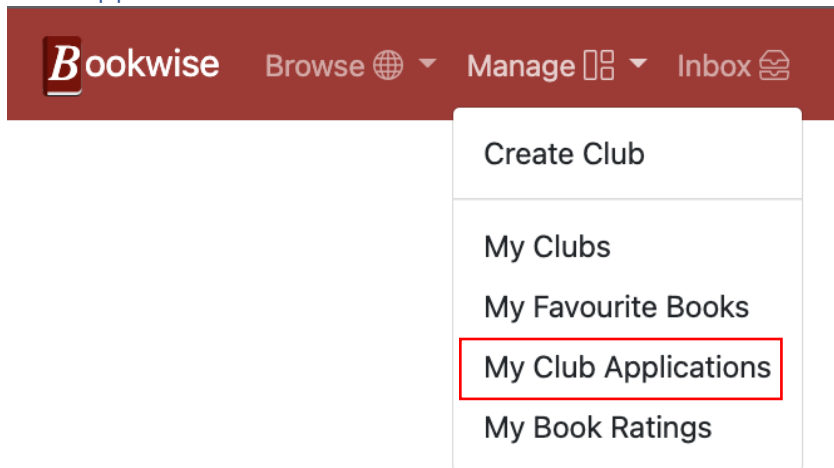 Bookwise Browse Manage Inbox
Create Club
My Clubs
My Favourite Books
My Club Applications
My Book Ratings